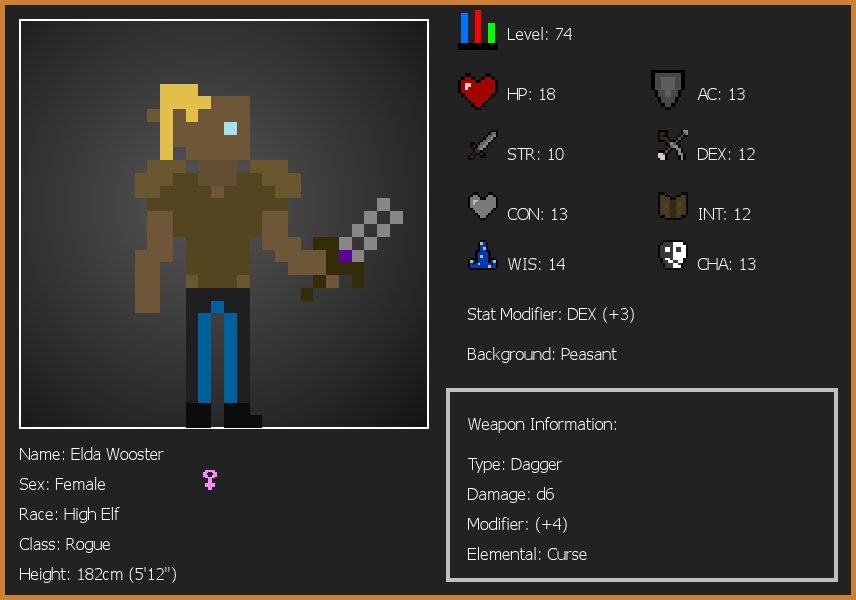 Level: 74
HP: 18
AC: 13
STR: 10
DEX: 12
CON: 13
INT: 12
WIS: 14
CHA: 13
Stat Modifier: DEX (+3)
Background: Peasant
Weapon Information:
Type: Dagger
Damage: d6
Modifier: (+4)
Elemental: Curse
Name: Elda Wooster
Sex: Female
Race: High Elf
Class: Rogue
Height: 182cm (5'12")